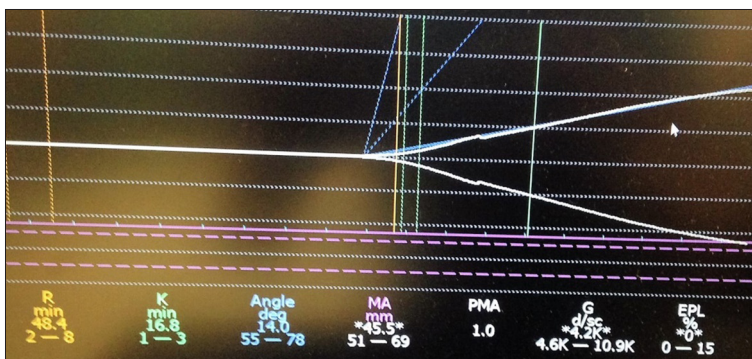 R
min
48.4
2 — 8
K
min
16.8
1 — 3
Angle
deg
14.0
55 — 78
MA
mm
*45.5*
51 — 69
PMA
1.0
G
d/sc
*4.2K*
4.6K — 10.9K
EPL
%
*0*
0 — 15